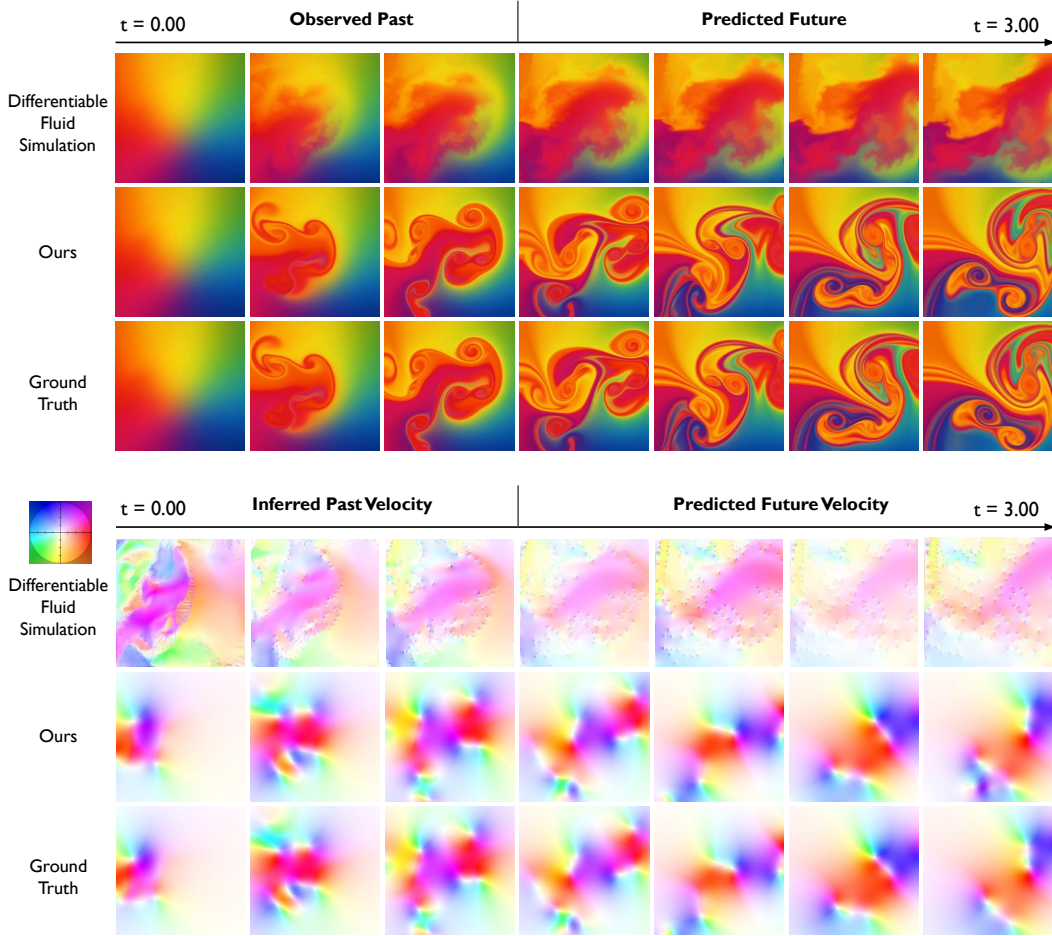 t = 0.00 Observed Past Predicted Future t = 3.00
Differentiable
Fluid
Simulation
Ours
Ground
Truth
t = 0.00 Inferred Past Velocity Predicted Future Velocity t = 3.00
Differentiable
Fluid
Simulation
Ours
Ground
Truth